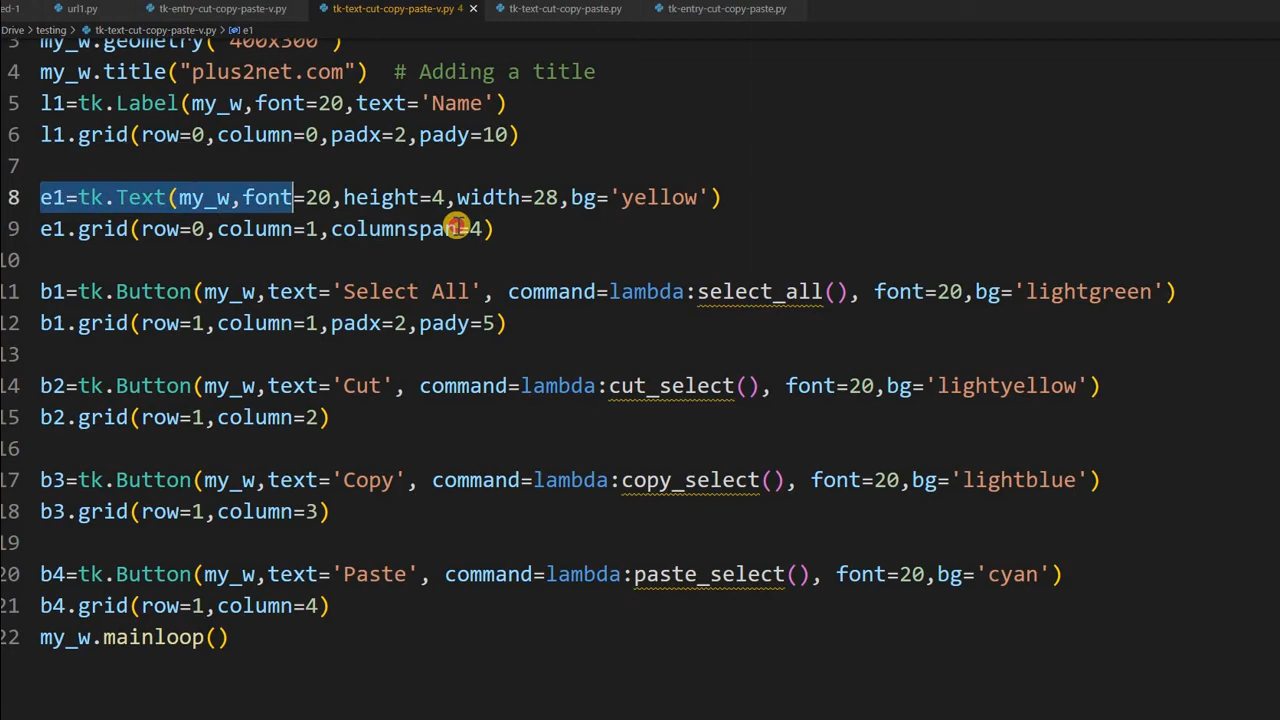 ed-1 url1.py tk-entry-cut-copy-paste-v.py tk-text-cut-copy-paste-v.py 4 × tk-text-cut-copy-paste.py tk-entry-cut-copy-paste.py
Drive > testing > tk-text-cut-copy-paste-v.py > e1
3 my_w.geometry("400x300")
4 my_w.title("plus2net.com")  # Adding a title
5 l1=tk.Label(my_w,font=20,text='Name')
6 l1.grid(row=0,column=0,padx=2,pady=10)
7
8 e1=tk.Text(my_w,font=20,height=4,width=28,bg='yellow')
9 e1.grid(row=0,column=1,columnspan=4)
10
11 b1=tk.Button(my_w,text='Select All', command=lambda:select_all(), font=20,bg='lightgreen')
12 b1.grid(row=1,column=1,padx=2,pady=5)
13
14 b2=tk.Button(my_w,text='Cut', command=lambda:cut_select(), font=20,bg='lightyellow')
15 b2.grid(row=1,column=2)
16
17 b3=tk.Button(my_w,text='Copy', command=lambda:copy_select(), font=20,bg='lightblue')
18 b3.grid(row=1,column=3)
19
20 b4=tk.Button(my_w,text='Paste', command=lambda:paste_select(), font=20,bg='cyan')
21 b4.grid(row=1,column=4)
22 my_w.mainloop()